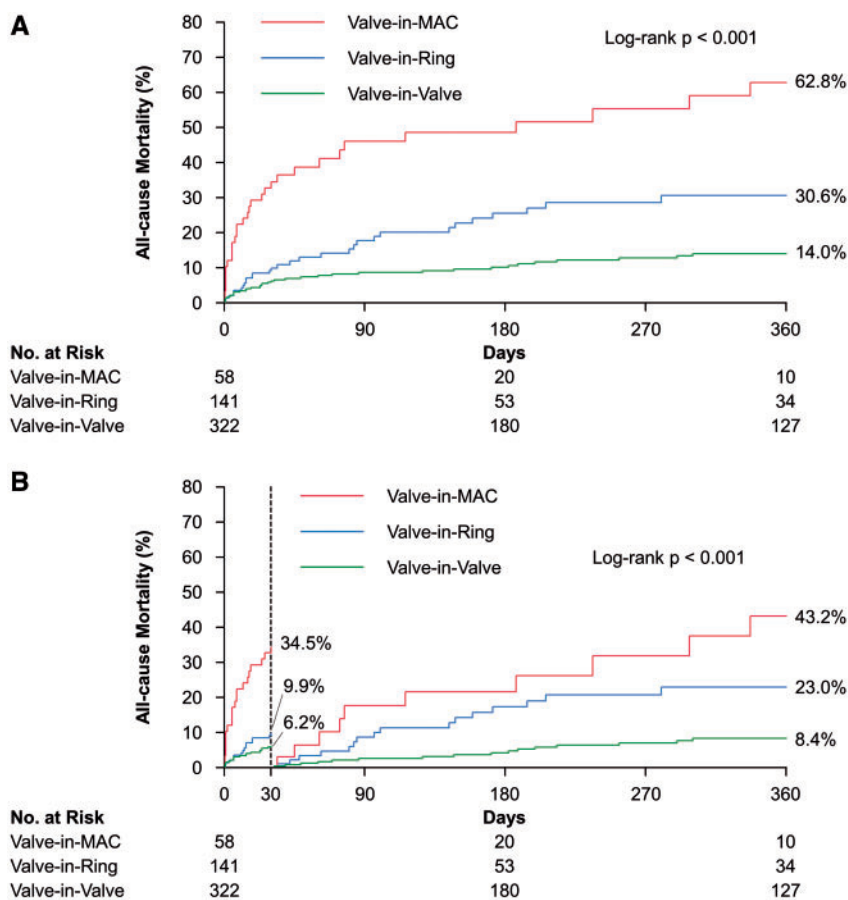 A
All-cause Mortality (%)
80
70
60
50
40
30
20
10
0
Valve-in-MAC
Valve-in-Ring
Valve-in-Valve
Log-rank p < 0.001
62.8%
30.6%
14.0%
0 90 180 270 360
No. at Risk Days
Valve-in-MAC 58 20 10
Valve-in-Ring 141 53 34
Valve-in-Valve 322 180 127
B
All-cause Mortality (%)
80
70
60
50
40
30
20
10
0
Valve-in-MAC
Valve-in-Ring
Valve-in-Valve
Log-rank p < 0.001
34.5%
9.9%
6.2%
43.2%
23.0%
8.4%
0 30 90 180 270 360
No. at Risk Days
Valve-in-MAC 58 20 10
Valve-in-Ring 141 53 34
Valve-in-Valve 322 180 127